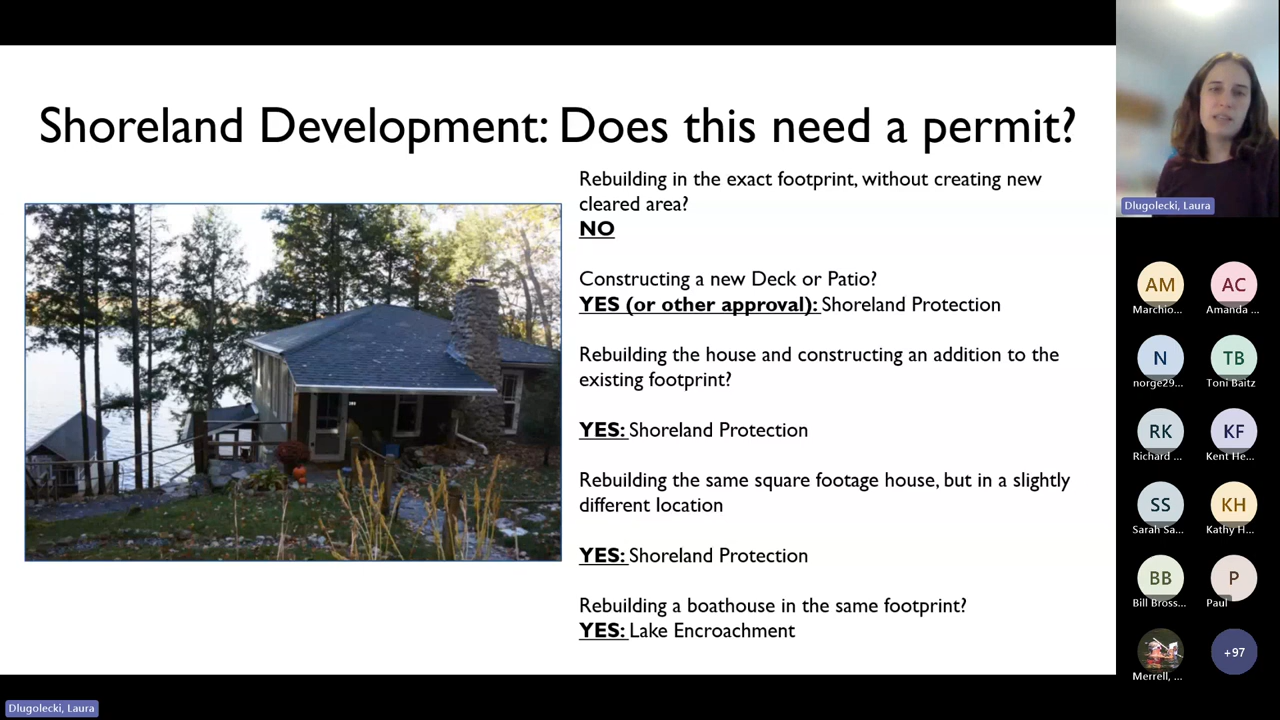 Shoreland Development: Does this need a permit?
Rebuilding in the exact footprint, without creating new
cleared area?
NO
Constructing a new Deck or Patio?
YES (or other approval): Shoreland Protection
Rebuilding the house and constructing an addition to the
existing footprint?
YES: Shoreland Protection
Rebuilding the same square footage house, but in a slightly
different location
YES: Shoreland Protection
Rebuilding a boathouse in the same footprint?
YES: Lake Encroachment
Dlugolecki, Laura
AM
Marchio...
AC
Amanda ...
N
norge29...
TB
Toni Baitz
RK
Richard ...
KF
Kent He...
SS
Sarah Sa...
KH
Kathy H...
BB
Bill Bross...
P
Paul
Merrell, ...
+97
Dlugolecki, Laura